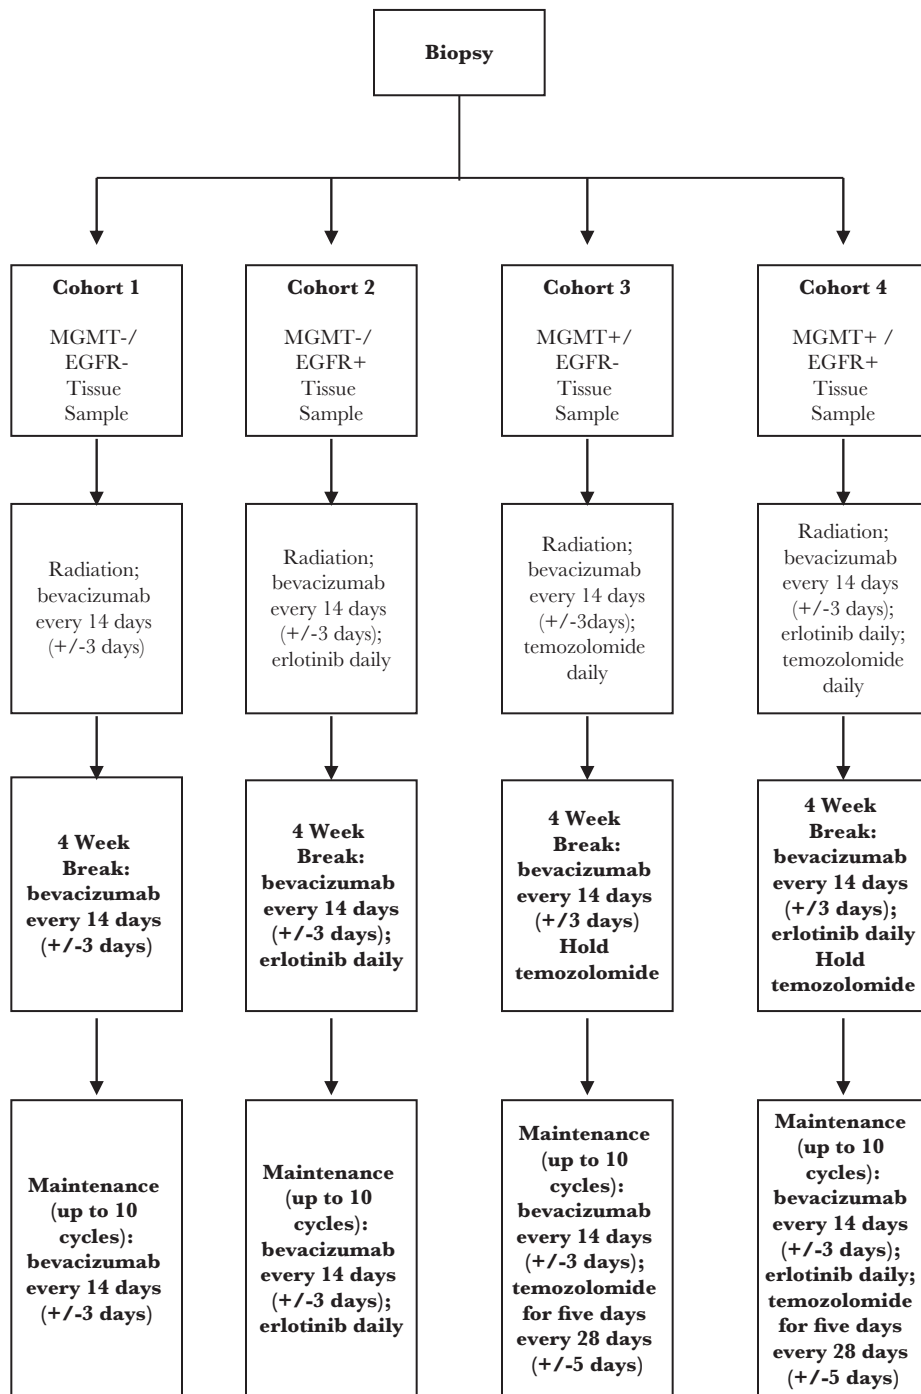 Biopsy
Cohort 1
MGMT-/
EGFR-
Tissue
Sample
Cohort 2
MGMT-/
EGFR+
Tissue
Sample
Cohort 3
MGMT+/
EGFR-
Tissue
Sample
Cohort 4
MGMT+ /
EGFR+
Tissue
Sample
Radiation;
bevacizumab
every 14 days
(+/-3 days)
Radiation;
bevacizumab
every 14 days
(+/-3 days);
erlotinib daily
Radiation;
bevacizumab
every 14 days
(+/-3days);
temozolomide
daily
Radiation;
bevacizumab
every 14 days
(+/-3 days);
erlotinib daily;
temozolomide
daily
4 Week
Break:
bevacizumab
every 14 days
(+/-3 days)
4 Week
Break:
bevacizumab
every 14 days
(+/-3 days);
erlotinib daily
4 Week
Break:
bevacizumab
every 14 days
(+/3 days)
Hold
temozolomide
4 Week
Break:
bevacizumab
every 14 days
(+/3 days);
erlotinib daily
Hold
temozolomide
Maintenance
(up to 10
cycles):
bevacizumab
every 14 days
(+/-3 days)
Maintenance
(up to 10
cycles):
bevacizumab
every 14 days
(+/-3 days);
erlotinib daily
Maintenance
(up to 10
cycles):
bevacizumab
every 14 days
(+/-3 days);
temozolomide
for five days
every 28 days
(+/-5 days)
Maintenance
(up to 10
cycles):
bevacizumab
every 14 days
(+/-3 days);
erlotinib daily;
temozolomide
for five days
every 28 days
(+/-5 days)